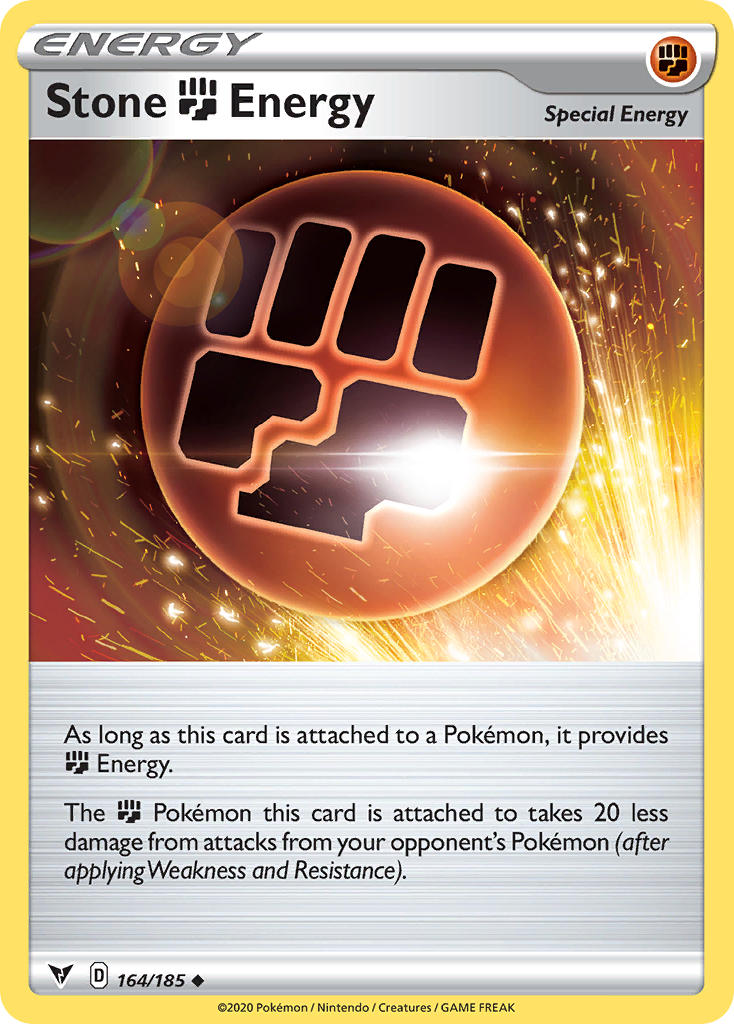 ENERGY
Stone Energy
Special Energy
As long as this card is attached to a Pokémon, it provides
Energy.
The Pokémon this card is attached to takes 20 less
damage from attacks from your opponent's Pokémon (after
applying Weakness and Resistance).
D 164/185
©2020 Pokémon / Nintendo / Creatures / GAME FREAK